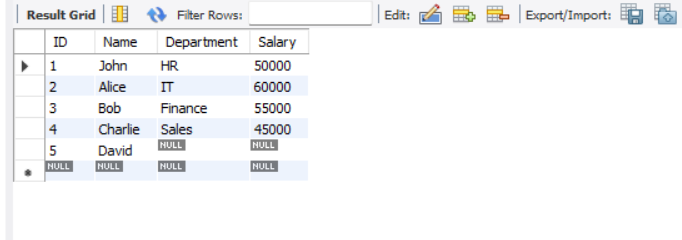 Result Grid Filter Rows: Edit: Export/Import:
ID Name Department Salary
1 John HR 50000
2 Alice IT 60000
3 Bob Finance 55000
4 Charlie Sales 45000
5 David NULL NULL
NULL NULL NULL NULL